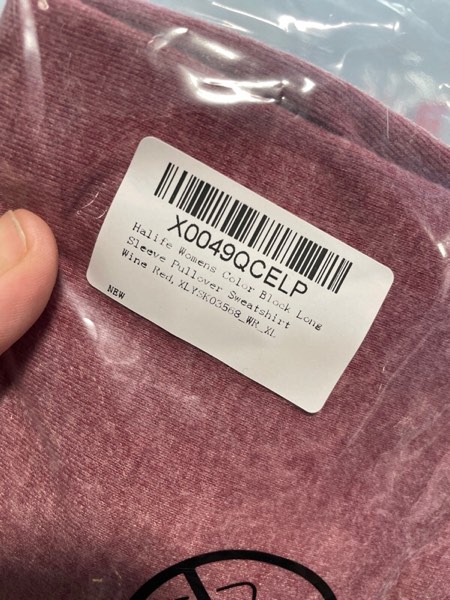 X0049QCELP
Halife Womens Color Block Long
Sleeve Pullover Sweatshirt
Wine Red, XLYSK03568_WR_XL
NEW